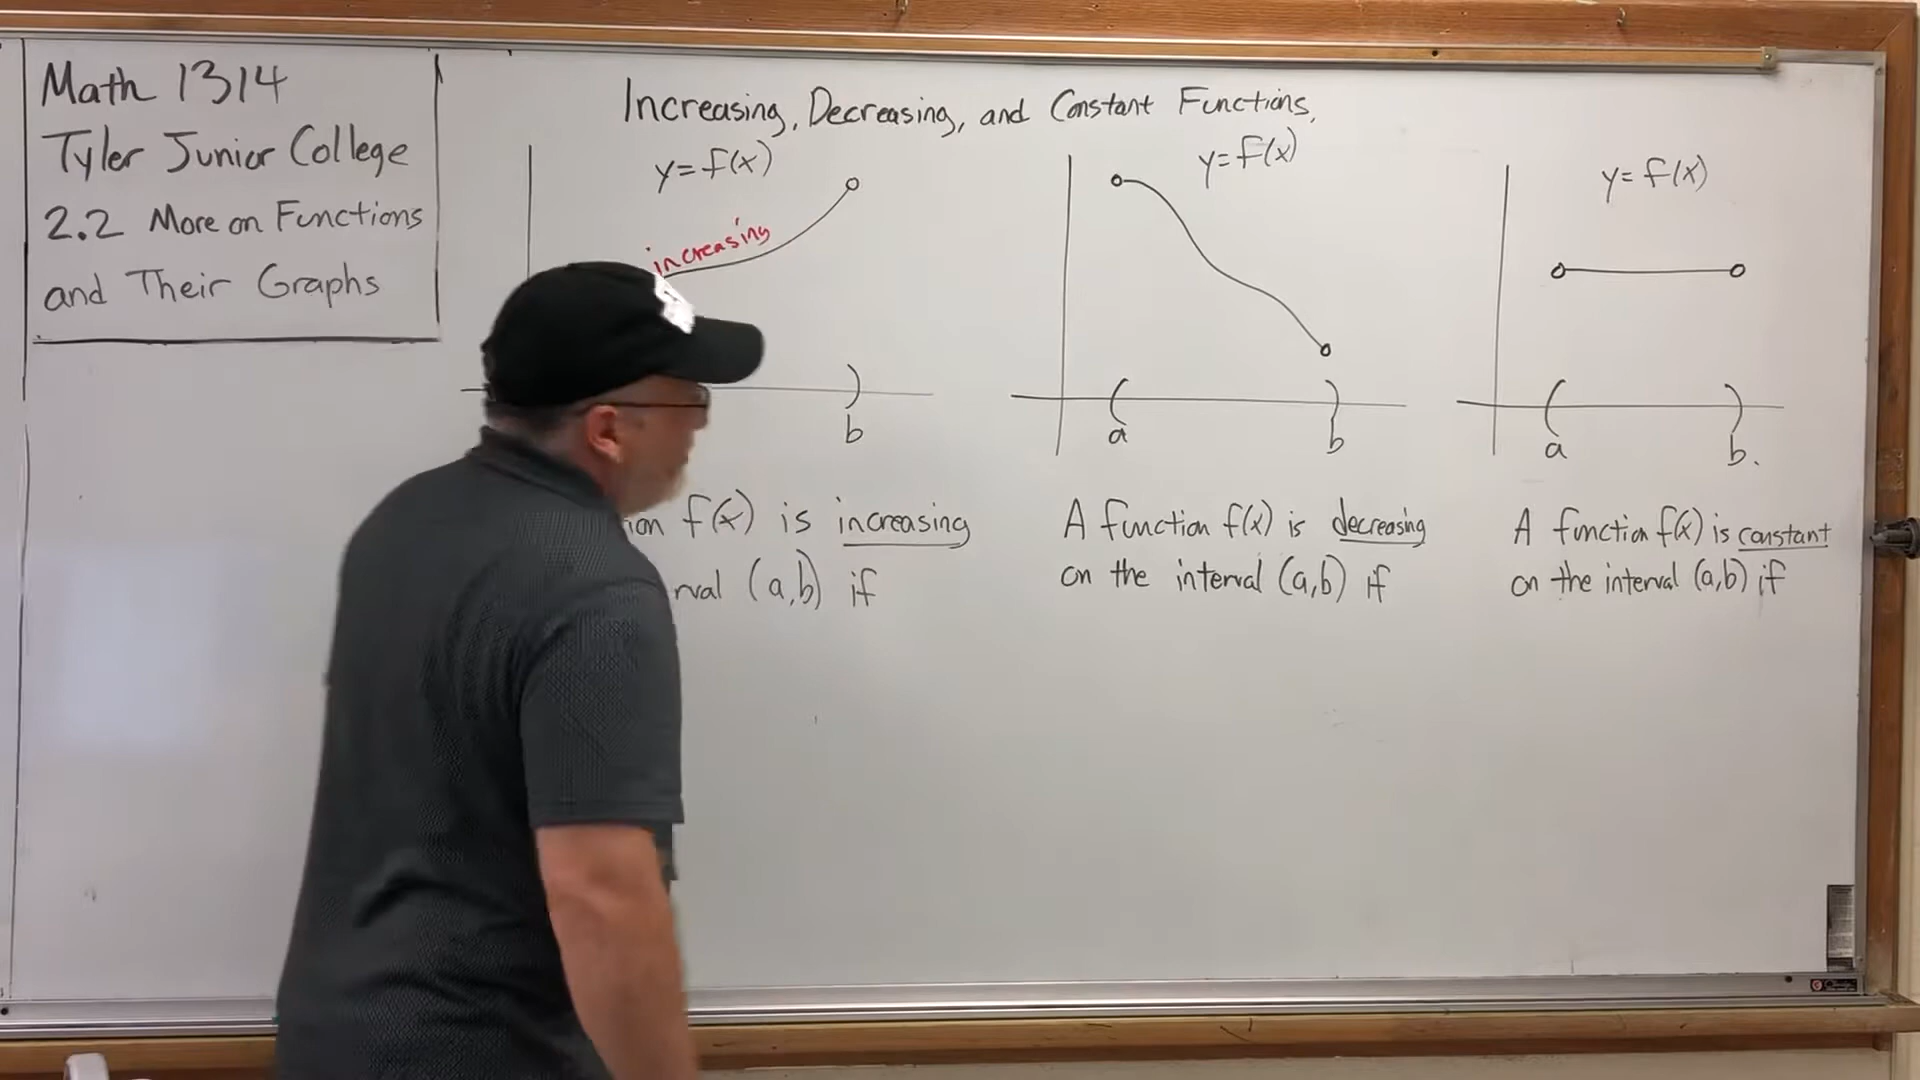 Math 1314
Tyler Junior College
2.2 More on Functions
and Their Graphs
Increasing, Decreasing, and Constant Functions.
y=f(x)
increasing
b
f(x) is increasing
(a,b) if
y=f(x)
a
b
A function f(x) is decreasing
on the interval (a,b) if
y=f(x)
a
b.
A function f(x) is constant
on the interval (a,b) if